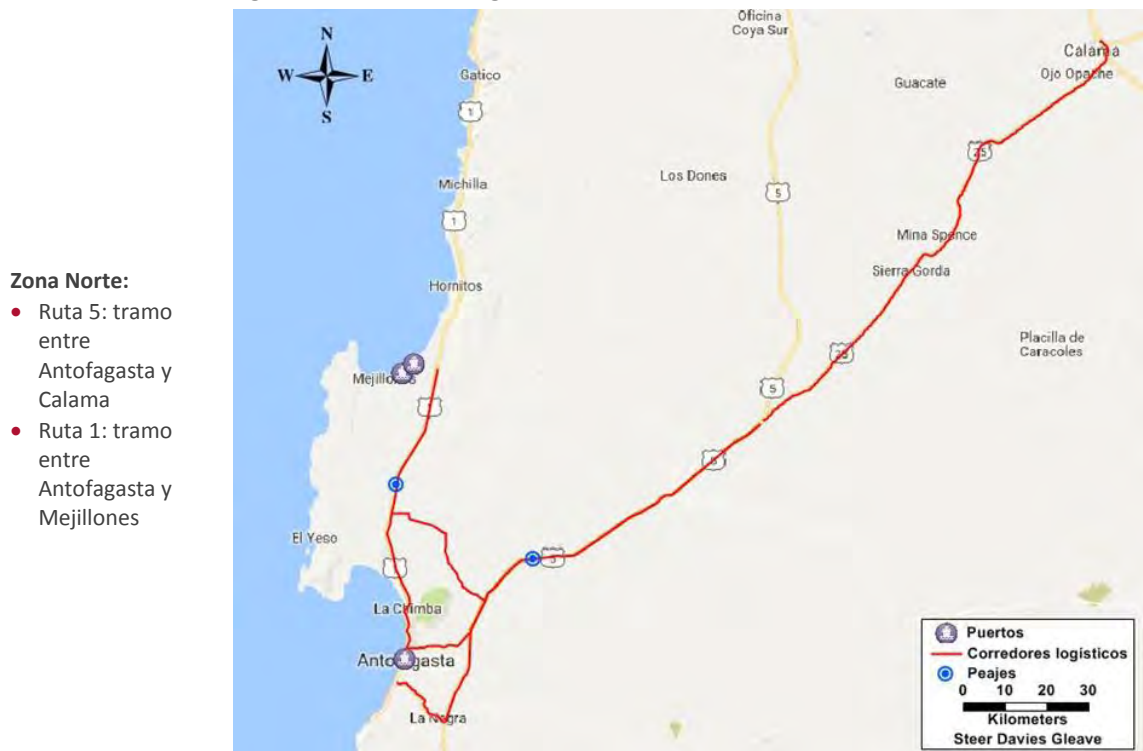 Zona Norte:
• Ruta 5: tramo
entre
Antofagasta y
Calama
• Ruta 1: tramo
entre
Antofagasta y
Mejillones
N
W E
S
Oficina
Coya Sur
Calama
Ojo Opache
Gatico
Guacate
1
25
Michilla
Los Dones
5
1
Mina Spence
Sierra Gorda
Hornitos
Placilla de
Caracoles
25
Mejillones
5
1
5
El Yeso
5
1
La Chimba
Antofagasta
La Negra
Puertos
Corredores logísticos
Peajes
0 10 20 30
Kilometers
Steer Davies Gleave